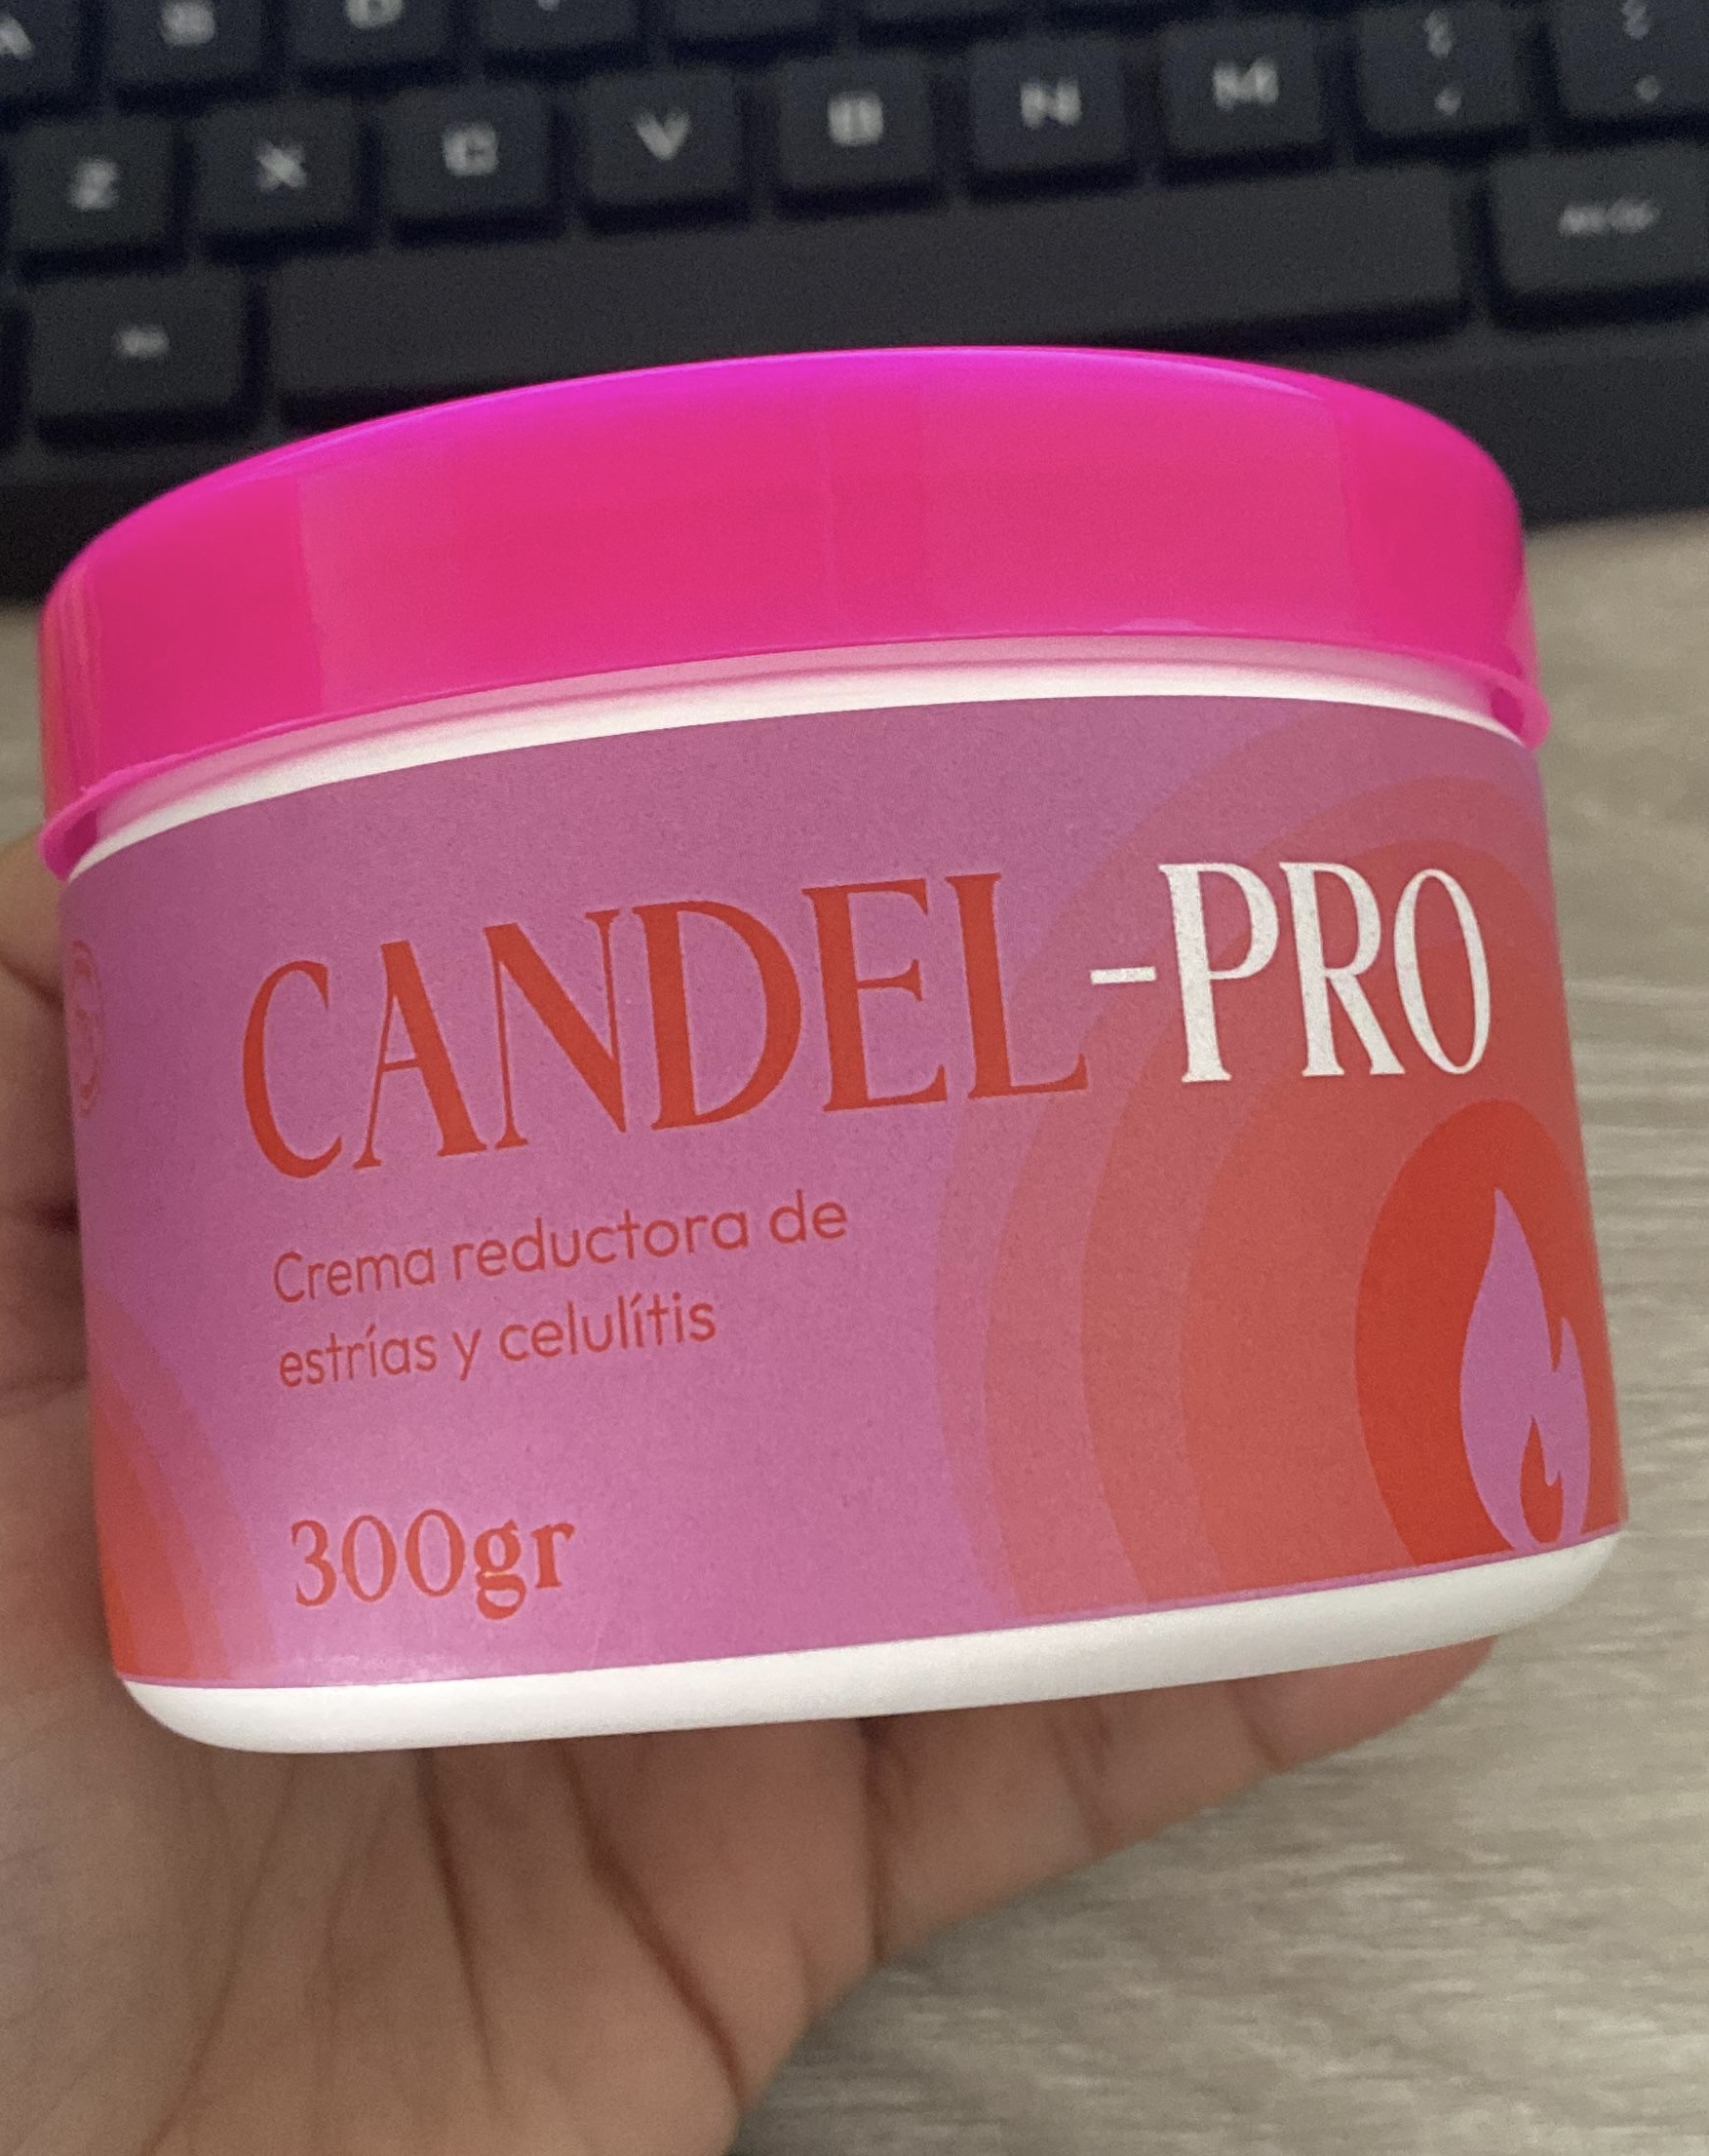 A S D
Z X C V B N M
CANDEL-PRO
Crema reductora de
estrías y celulítis
300gr